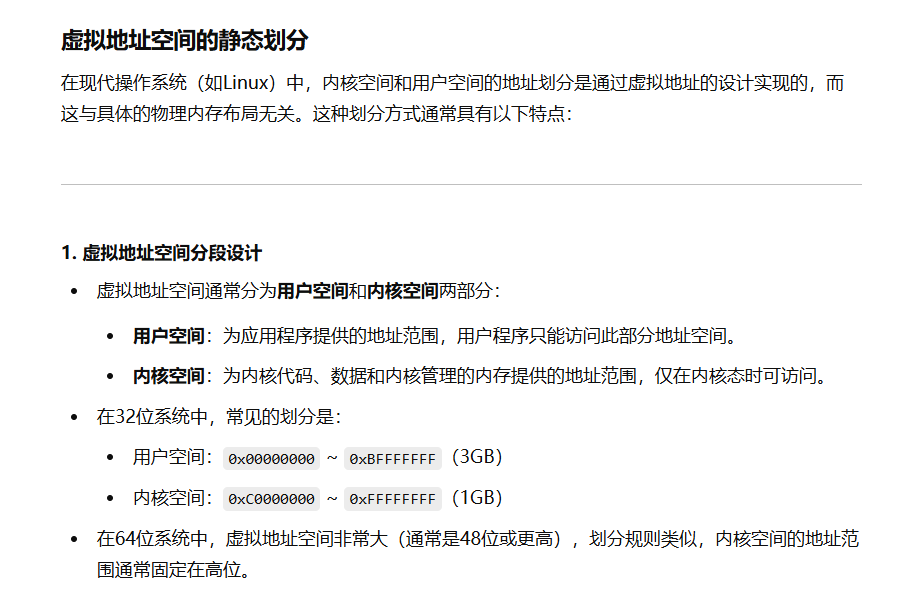 虚拟地址空间的静态划分
在现代操作系统（如Linux）中，内核空间和用户空间的地址划分是通过虚拟地址的设计实现的，而
这与具体的物理内存布局无关。这种划分方式通常具有以下特点：
1. 虚拟地址空间分段设计
• 虚拟地址空间通常分为用户空间和内核空间两部分：
• 用户空间：为应用程序提供的地址范围，用户程序只能访问此部分地址空间。
• 内核空间：为内核代码、数据和内核管理的内存提供的地址范围，仅在内核态时可访问。
• 在32位系统中，常见的划分是：
• 用户空间：0x00000000 ~ 0xBFFFFFFF（3GB）
• 内核空间：0xC0000000 ~ 0xFFFFFFFF（1GB）
• 在64位系统中，虚拟地址空间非常大（通常是48位或更高），划分规则类似，内核空间的地址范
围通常固定在高位。